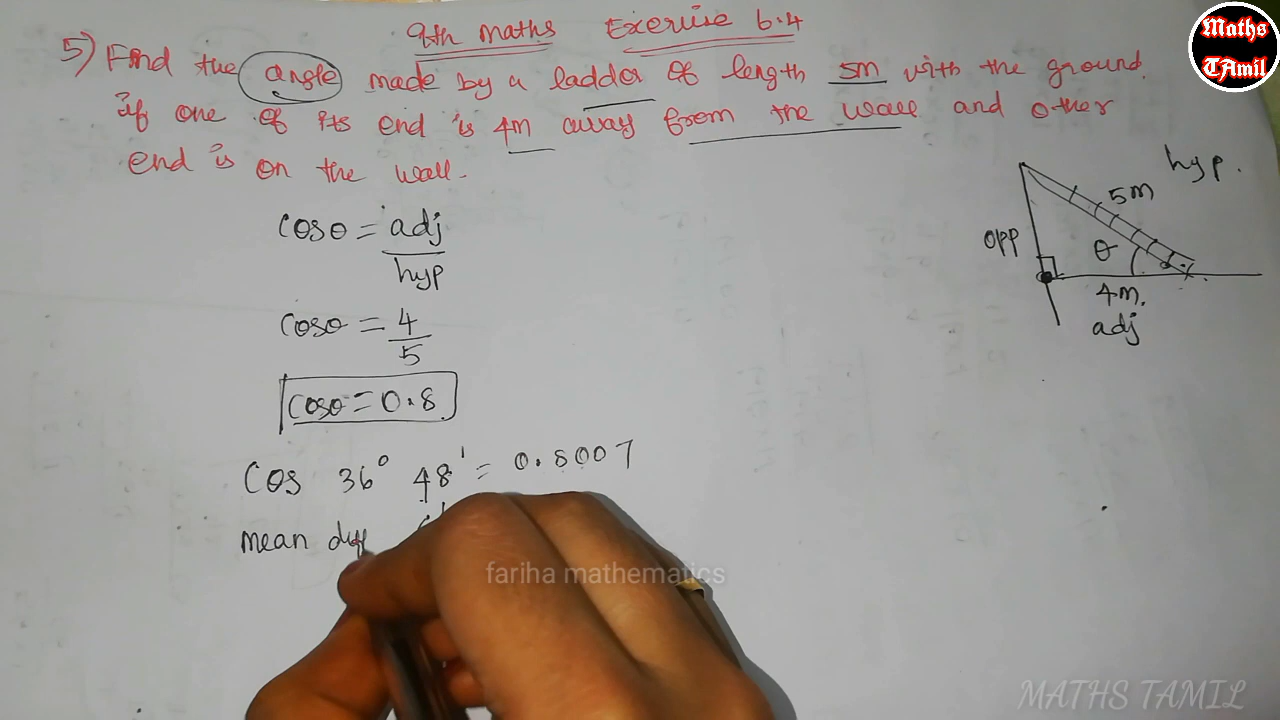 9th maths Exercise 6.4
5) Find the angle made by a ladder of length 5m with the ground
if one of its end is 4m away from the wall and other
end is on the wall.
cosθ = adj
hyp
cosθ = 4
5
cosθ = 0.8
Cos 36° 48' = 0.8007
mean diff
hyp.
5m
opp
θ
4m.
adj
Maths
TAmil
fariha mathematics
MATHS TAMIL